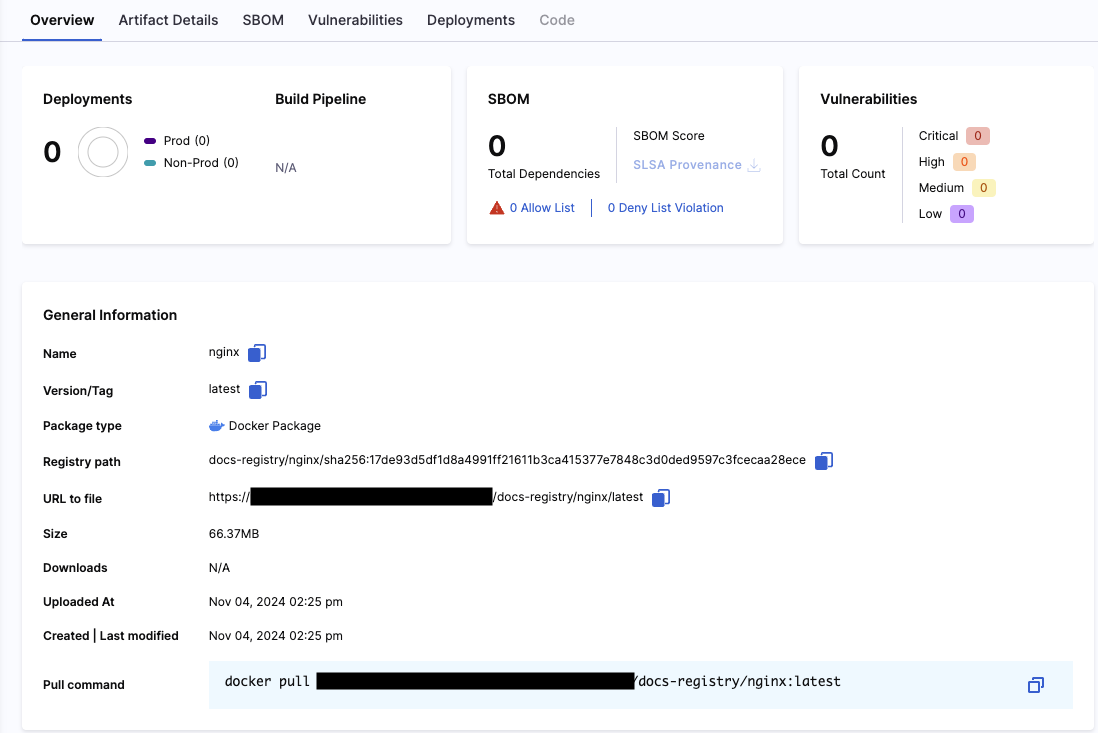 Overview Artifact Details SBOM Vulnerabilities Deployments Code
Deployments
0
Prod (0)
Non-Prod (0)
Build Pipeline
N/A
SBOM
0
Total Dependencies
SBOM Score
SLSA Provenance
0 Allow List
0 Deny List Violation
Vulnerabilities
0
Total Count
Critical 0
High 0
Medium 0
Low 0
General Information
Name nginx
Version/Tag latest
Package type Docker Package
Registry path docs-registry/nginx/sha256:17de93d5df1d8a4991ff21611b3ca415377e7848c3d0ded9597c3fcecaa28ece
URL to file https:// /docs-registry/nginx/latest
Size 66.37MB
Downloads N/A
Uploaded At Nov 04, 2024 02:25 pm
Created | Last modified Nov 04, 2024 02:25 pm
Pull command docker pull /docs-registry/nginx:latest